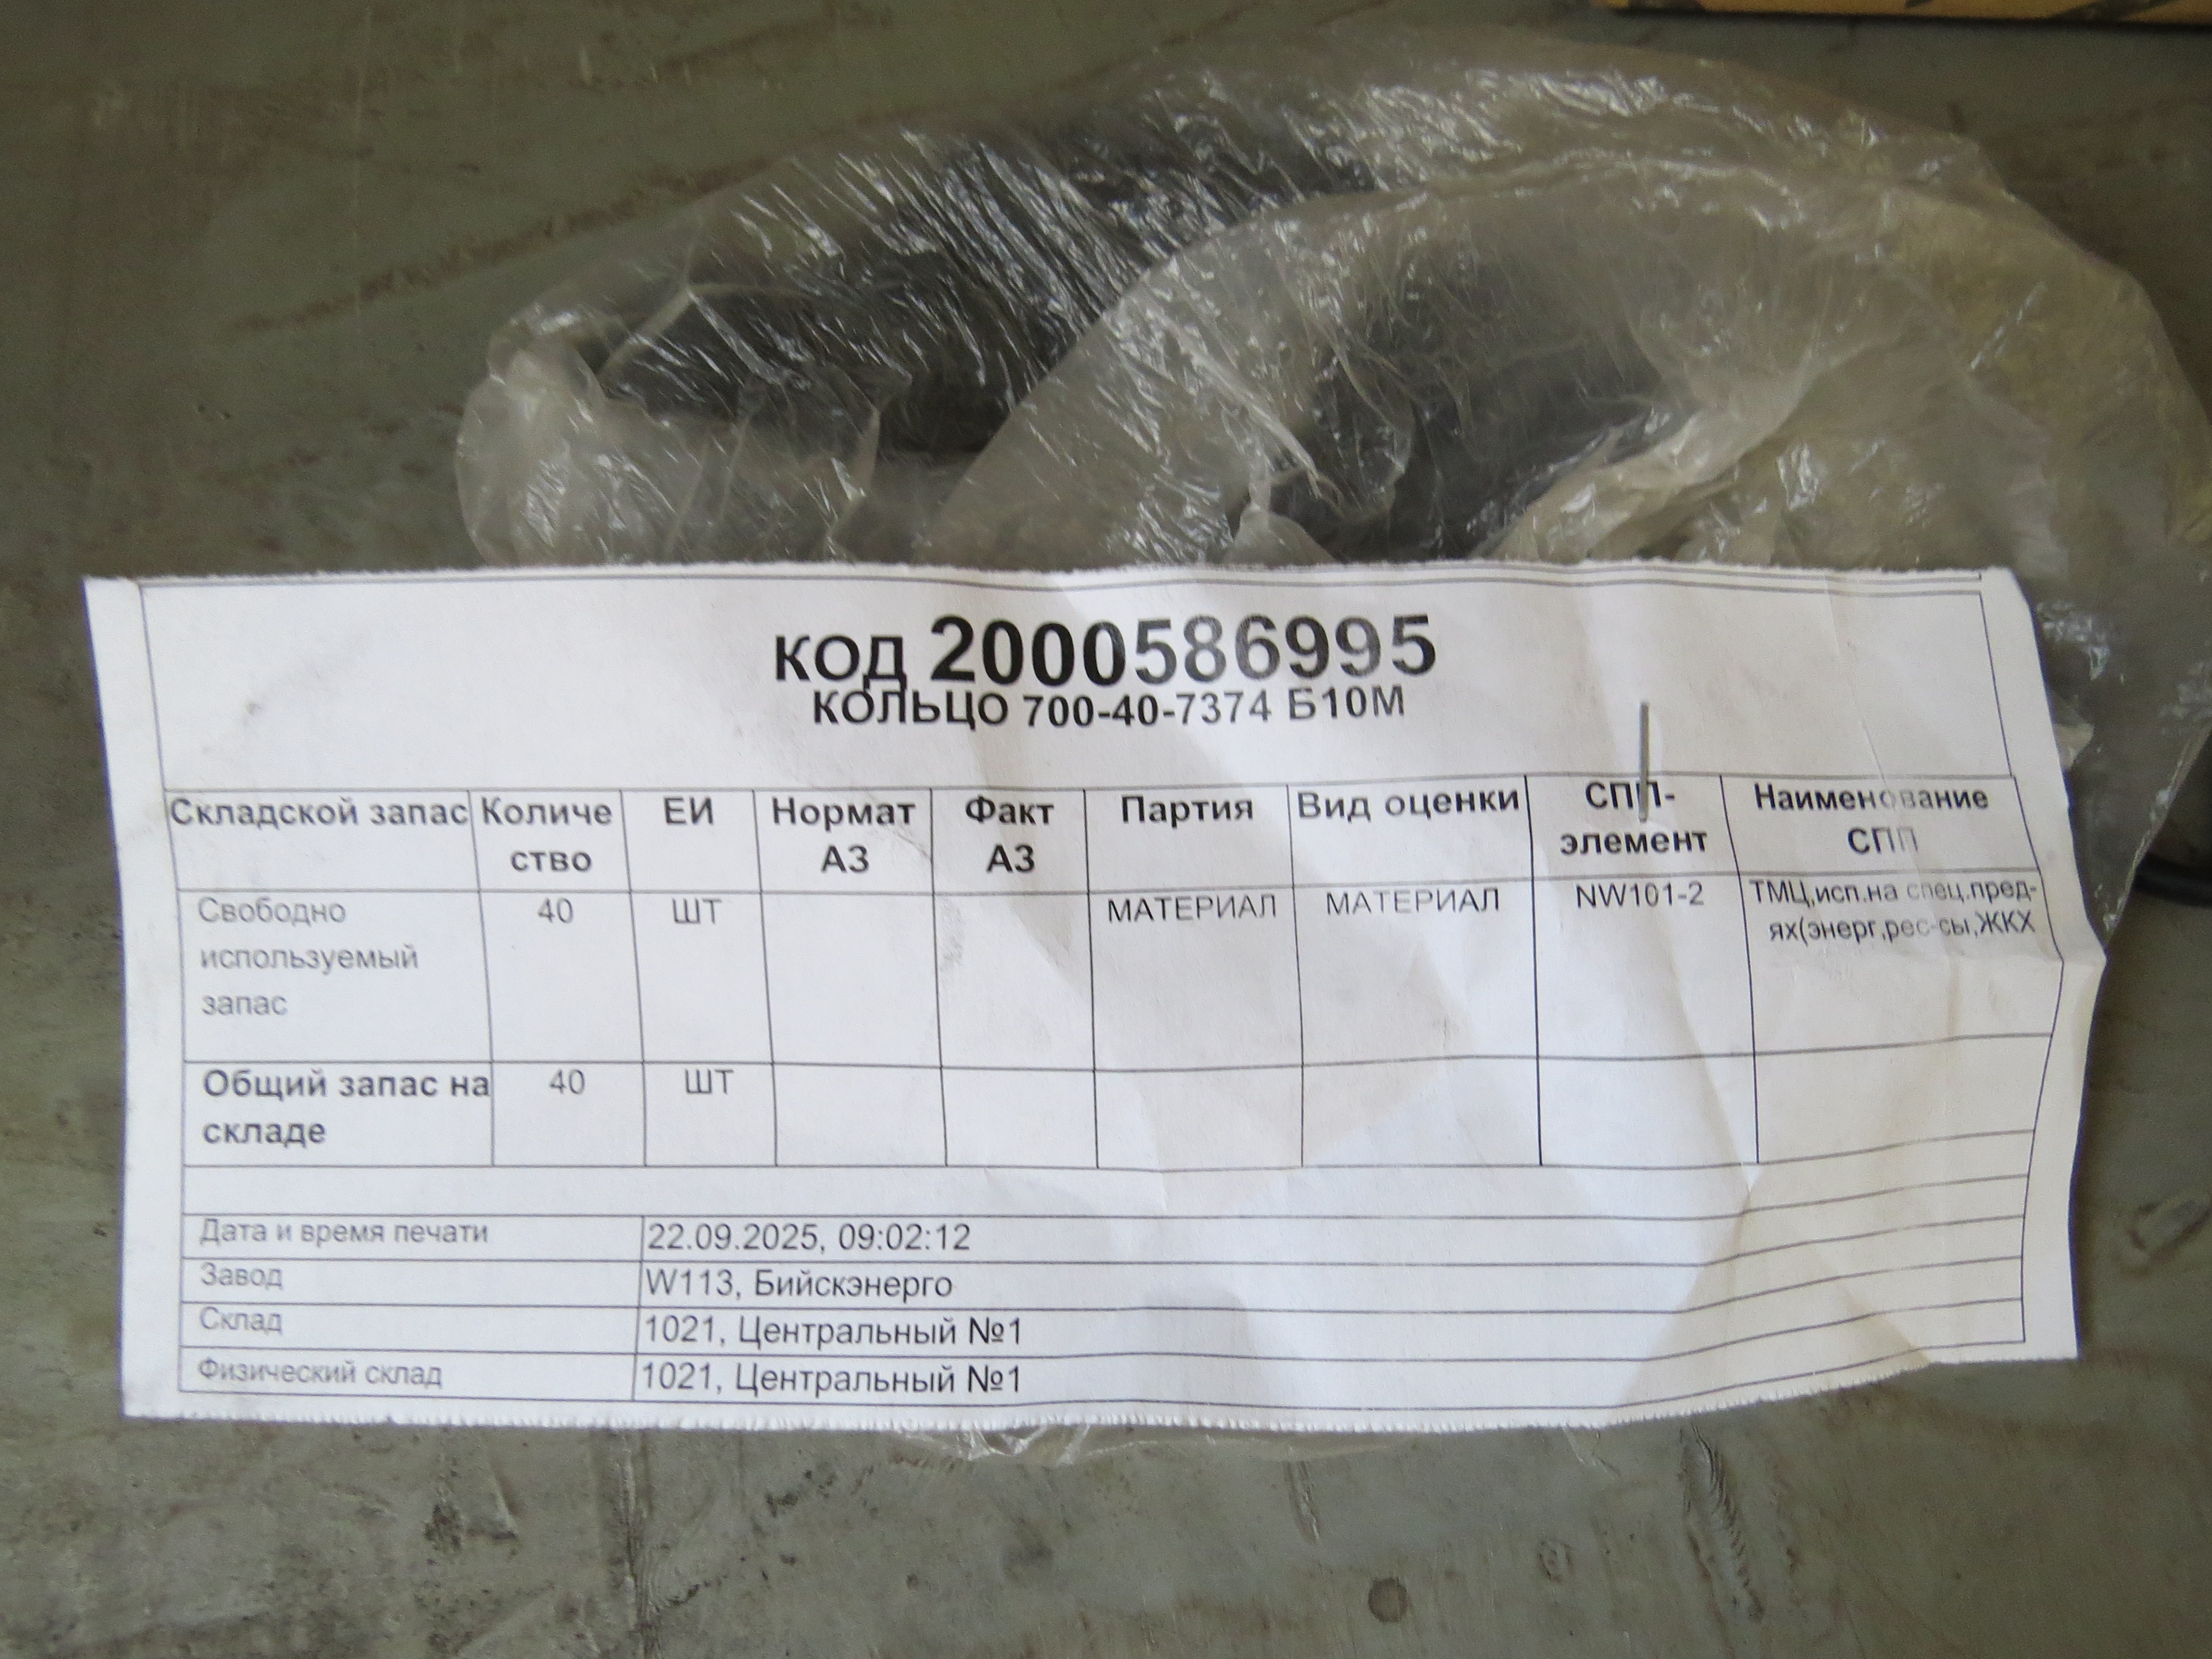 КОД 2000586995
КОЛЬЦО 700-40-7374 Б10М
Складской запас Количе ЕИ Нормат Факт Партия Вид оценки СПП- Наименование
ство АЗ АЗ элемент СПП
Свободно 40 ШТ МАТЕРИАЛ МАТЕРИАЛ NW101-2 ТМЦ,исп.на спец.пред-
используемый ях(энерг,рес-сы,ЖКХ
запас
Общий запас на 40 ШТ
складе
Дата и время печати 22.09.2025, 09:02:12
Завод W113, Бийскэнерго
Склад 1021, Центральный №1
Физический склад 1021, Центральный №1